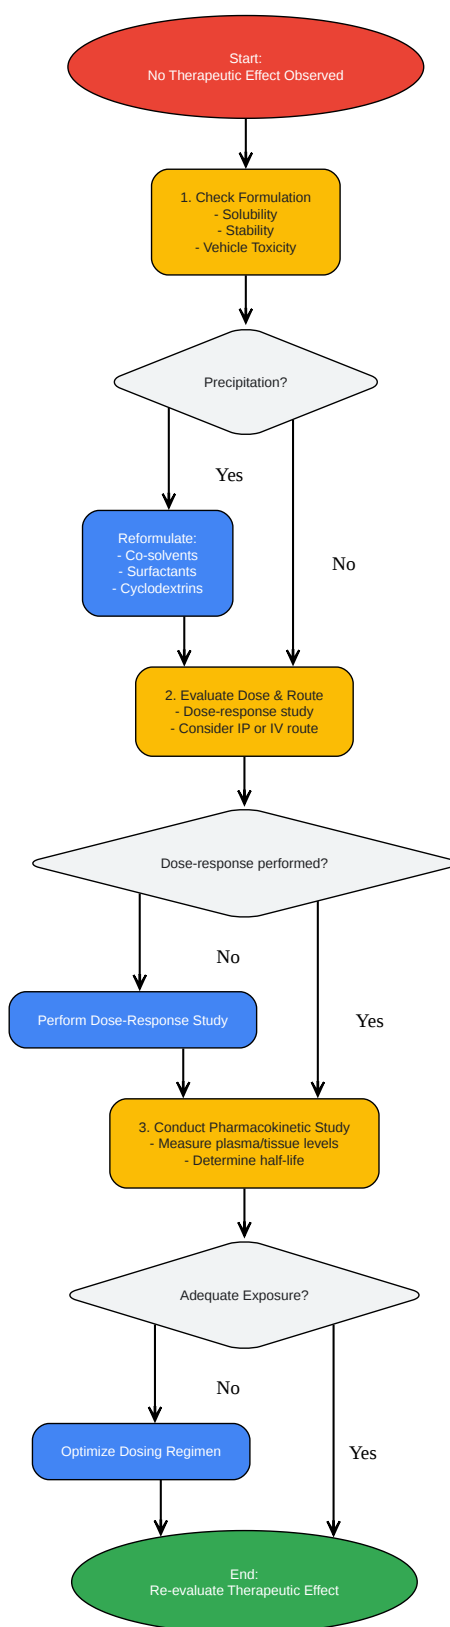 Start:
No Therapeutic Effect Observed
1. Check Formulation
- Solubility
- Stability
- Vehicle Toxicity
Precipitation?
Yes
Reformulate:
- Co-solvents
- Surfactants
- Cyclodextrins
No
2. Evaluate Dose & Route
- Dose-response study
- Consider IP or IV route
Dose-response performed?
No
Perform Dose-Response Study
Yes
3. Conduct Pharmacokinetic Study
- Measure plasma/tissue levels
- Determine half-life
Adequate Exposure?
No
Optimize Dosing Regimen
Yes
End:
Re-evaluate Therapeutic Effect